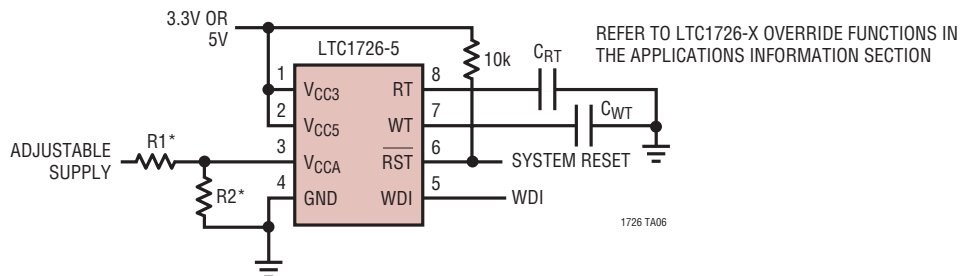 3.3V OR
5V
LTC1726-5
10k
CRT
REFER TO LTC1726-X OVERRIDE FUNCTIONS IN
THE APPLICATIONS INFORMATION SECTION
1
VCC3
RT
8
2
VCC5
WT
7
CWT
ADJUSTABLE
SUPPLY
R1*
3
VCCA
RST
6
SYSTEM RESET
R2*
4
GND
WDI
5
WDI
1726 TA06